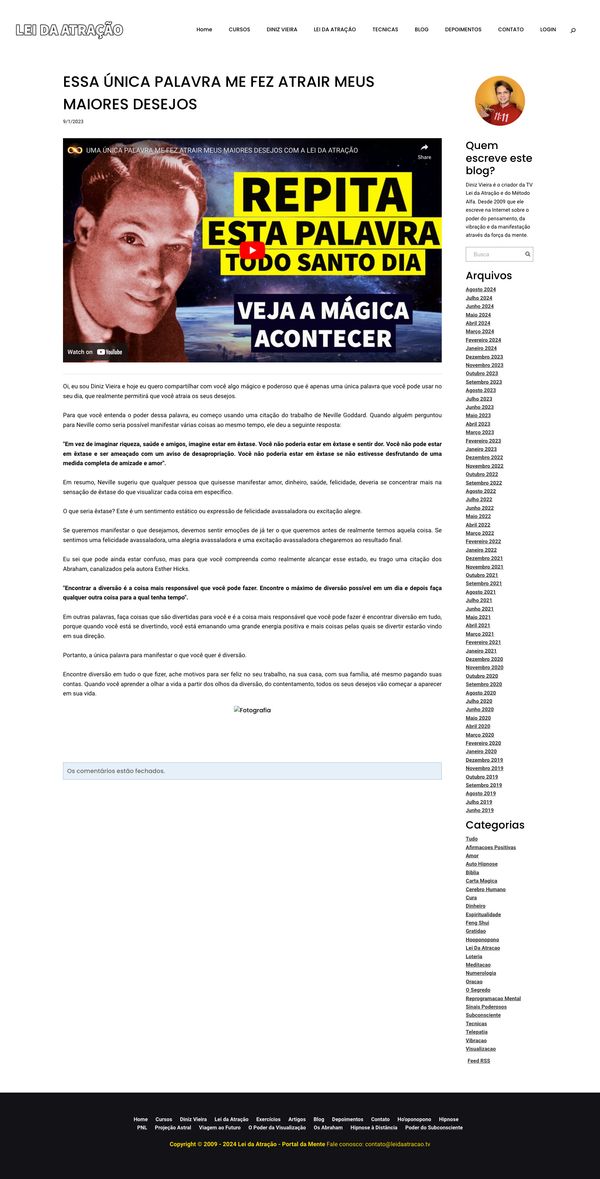 LEI DA ATRAÇÃO
Home CURSOS DINIZ VIEIRA LEI DA ATRAÇÃO TECNICAS BLOG DEPOIMENTOS CONTATO LOGIN
ESSA ÚNICA PALAVRA ME FEZ ATRAIR MEUS
MAIORES DESEJOS
9/1/2023
UMA ÚNICA PALAVRA ME FEZ ATRAIR MEUS MAIORES DESEJOS COM A LEI DA ATRAÇÃO
Share
REPITA
ESTA PALAVRA
TODO SANTO DIA
VEJA A MÁGICA
ACONTECER
Watch on YouTube
Oi, eu sou Diniz Vieira e hoje eu quero compartilhar com você algo mágico e poderoso que é apenas uma única palavra que você pode usar no
seu dia, que realmente permitirá que você atraia os seus desejos.
Para que você entenda o poder dessa palavra, eu começo usando uma citação do trabalho de Neville Goddard. Quando alguém perguntou
para Neville como seria possível manifestar várias coisas ao mesmo tempo, ele deu a seguinte resposta:
"Em vez de imaginar riqueza, saúde e amigos, imagine estar em êxtase. Você não poderia estar em êxtase e sentir dor. Você não pode estar
em êxtase e ser ameaçado com um aviso de desapropriação. Você não poderia estar em êxtase se não estivesse desfrutando de uma
medida completa de amizade e amor".
Em resumo, Neville sugeriu que qualquer pessoa que quisesse manifestar amor, dinheiro, saúde, felicidade, deveria se concentrar mais na
sensação de êxtase do que visualizar cada coisa em específico.
O que seria êxtase? Este é um sentimento estático ou expressão de felicidade avassaladora ou excitação alegre.
Se queremos manifestar o que desejamos, devemos sentir emoções de já ter o que queremos antes de realmente termos aquela coisa. Se
sentimos uma felicidade avassaladora, uma alegria avassaladora e uma excitação avassaladora chegaremos ao resultado final.
Eu sei que pode ainda estar confuso, mas para que você compreenda como realmente alcançar esse estado, eu trago uma citação dos
Abraham, canalizados pela autora Esther Hicks.
"Encontrar a diversão é a coisa mais responsável que você pode fazer. Encontre o máximo de diversão possível em um dia e depois faça
qualquer outra coisa para a qual tenha tempo".
Em outras palavras, faça coisas que são divertidas para você e é a coisa mais responsável que você pode fazer é encontrar diversão em tudo,
porque quando você está se divertindo, você está emanando uma grande energia positiva e mais coisas pelas quais se divertir estarão vindo
em sua direção.
Portanto, a única palavra para manifestar o que você quer é diversão.
Encontre diversão em tudo o que fizer, ache motivos para ser feliz no seu trabalho, na sua casa, com sua família, até mesmo pagando suas
contas. Quando você aprender a olhar a vida a partir dos olhos da diversão, do contentamento, todos os seus desejos vão começar a aparecer
em sua vida.
Fotografia
Os comentários estão fechados.
11:11
Quem
escreve este
blog?
Diniz Vieira é o criador da TV
Lei da Atração e do Método
Alfa. Desde 2009 que ele
escreve na Internet sobre o
poder do pensamento, da
vibração e da manifestação
através da força da mente.
Busca
Arquivos
Agosto 2024
Julho 2024
Junho 2024
Maio 2024
Abril 2024
Março 2024
Fevereiro 2024
Janeiro 2024
Dezembro 2023
Novembro 2023
Outubro 2023
Setembro 2023
Agosto 2023
Julho 2023
Junho 2023
Maio 2023
Abril 2023
Março 2023
Fevereiro 2023
Janeiro 2023
Dezembro 2022
Novembro 2022
Outubro 2022
Setembro 2022
Agosto 2022
Julho 2022
Junho 2022
Maio 2022
Abril 2022
Março 2022
Fevereiro 2022
Janeiro 2022
Dezembro 2021
Novembro 2021
Outubro 2021
Setembro 2021
Agosto 2021
Julho 2021
Junho 2021
Maio 2021
Abril 2021
Março 2021
Fevereiro 2021
Janeiro 2021
Dezembro 2020
Novembro 2020
Outubro 2020
Setembro 2020
Agosto 2020
Julho 2020
Junho 2020
Maio 2020
Abril 2020
Março 2020
Fevereiro 2020
Janeiro 2020
Dezembro 2019
Novembro 2019
Outubro 2019
Setembro 2019
Agosto 2019
Julho 2019
Junho 2019
Categorias
Tudo
Afirmacoes Positivas
Amor
Auto Hipnose
Biblia
Carta Magica
Cerebro Humano
Cura
Dinheiro
Espiritualidade
Feng Shui
Gratidao
Hooponopono
Lei Da Atracao
Loteria
Meditacao
Numerologia
Oracao
O Segredo
Reprogramacao Mental
Sinais Poderosos
Subconsciente
Tecnicas
Telepatia
Vibracao
Visualizacao
Feed RSS
Home Cursos Diniz Vieira Lei da Atração Exercícios Artigos Blog Depoimentos Contato Ho'oponopono Hipnose
PNL Projeção Astral Viagem ao Futuro O Poder da Visualização Os Abraham Hipnose à Distância Poder do Subconsciente
Copyright © 2009 - 2024 Lei da Atração - Portal da Mente Fale conosco: contato@leidaatracao.tv